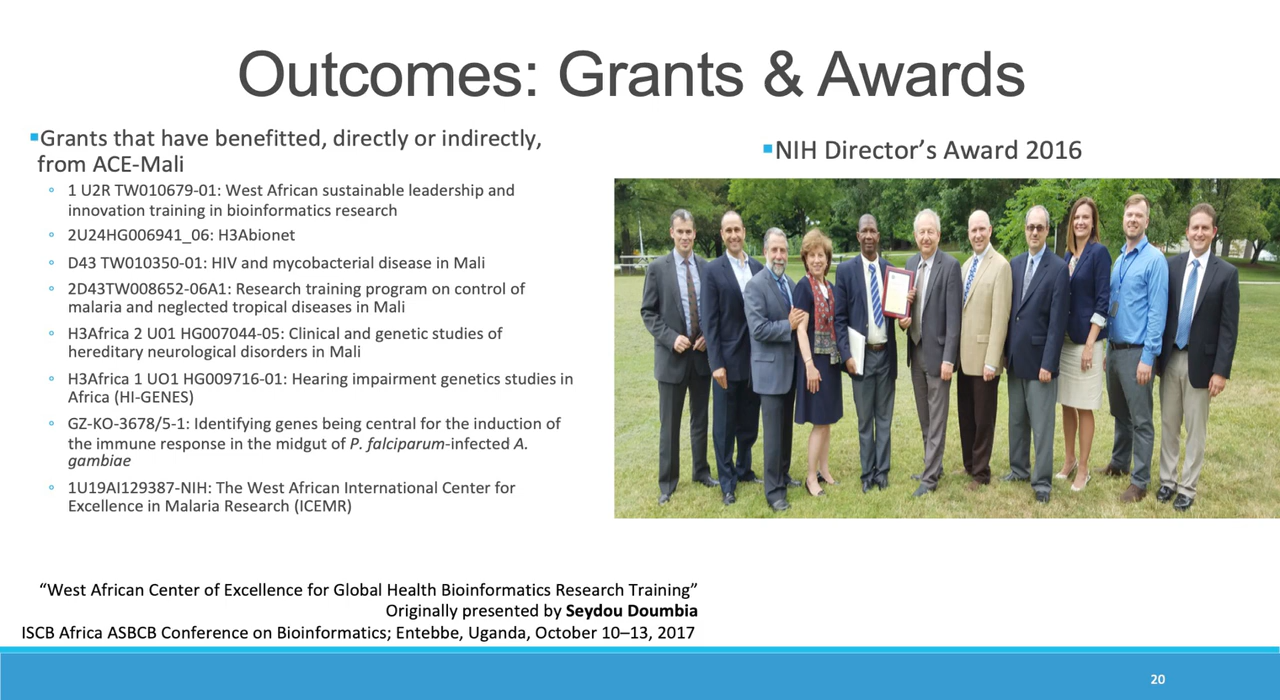 Outcomes: Grants & Awards
▪Grants that have benefitted, directly or indirectly,
from ACE-Mali
◦ 1 U2R TW010679-01: West African sustainable leadership and
innovation training in bioinformatics research
◦ 2U24HG006941_06: H3Abionet
◦ D43 TW010350-01: HIV and mycobacterial disease in Mali
◦ 2D43TW008652-06A1: Research training program on control of
malaria and neglected tropical diseases in Mali
◦ H3Africa 2 U01 HG007044-05: Clinical and genetic studies of
hereditary neurological disorders in Mali
◦ H3Africa 1 UO1 HG009716-01: Hearing impairment genetics studies in
Africa (HI-GENES)
◦ GZ-KO-3678/5-1: Identifying genes being central for the induction of
the immune response in the midgut of P. falciparum-infected A.
gambiae
◦ 1U19AI129387-NIH: The West African International Center for
Excellence in Malaria Research (ICEMR)
▪NIH Director’s Award 2016
“West African Center of Excellence for Global Health Bioinformatics Research Training”
Originally presented by Seydou Doumbia
ISCB Africa ASBCB Conference on Bioinformatics; Entebbe, Uganda, October 10–13, 2017
20